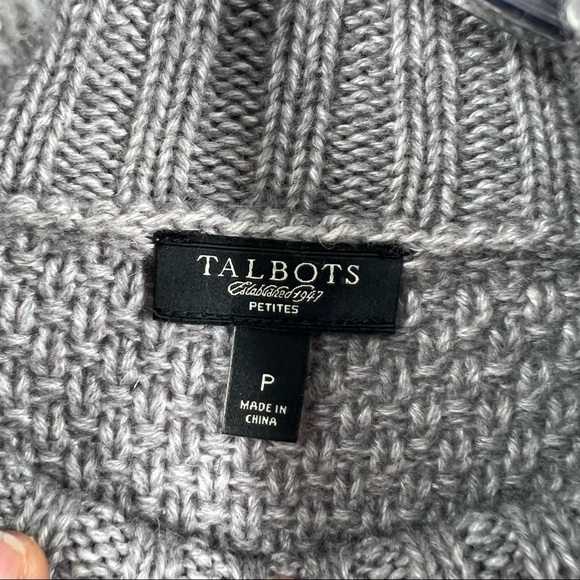 TALBOTS
Established 1947
PETITES
P
MADE IN
CHINA